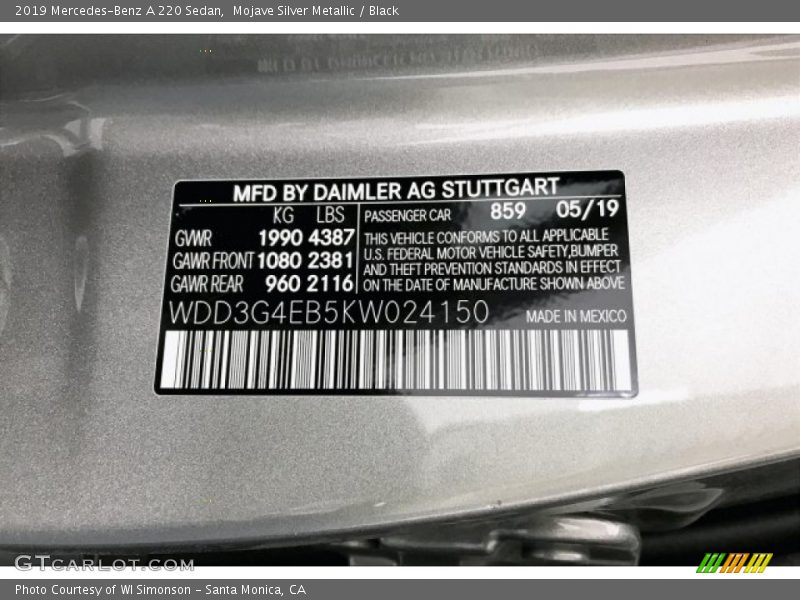 2019 Mercedes-Benz A 220 Sedan,  Mojave Silver Metallic / Black
MFD BY DAIMLER AG STUTTGART
KG LBS
GWR 1990 4387
GAWR FRONT 1080 2381
GAWR REAR 960 2116
PASSENGER CAR 859 05/19
THIS VEHICLE CONFORMS TO ALL APPLICABLE
U.S. FEDERAL MOTOR VEHICLE SAFETY,BUMPER
AND THEFT PREVENTION STANDARDS IN EFFECT
ON THE DATE OF MANUFACTURE SHOWN ABOVE
WDD3G4EB5KW024150 MADE IN MEXICO
GTCARLOT.COM
Photo Courtesy of WI Simonson - Santa Monica, CA